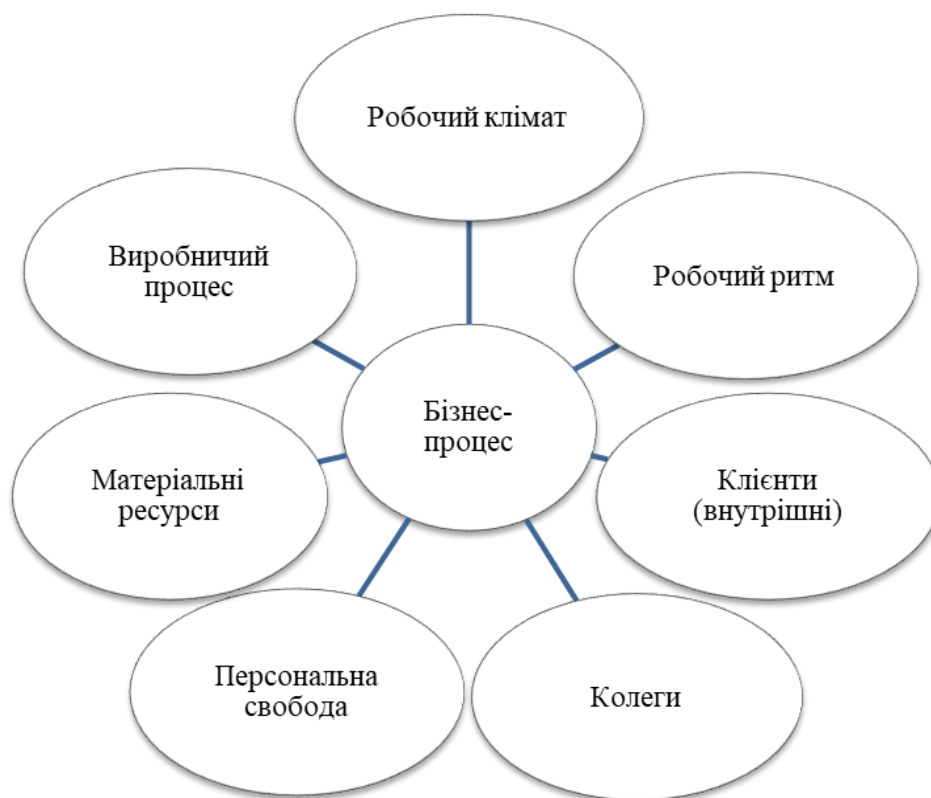 Робочий клімат
Виробничий
процес
Робочий ритм
Бізнес-
процес
Матеріальні
ресурси
Клієнти
(внутрішні)
Персональна
свобода
Колеги